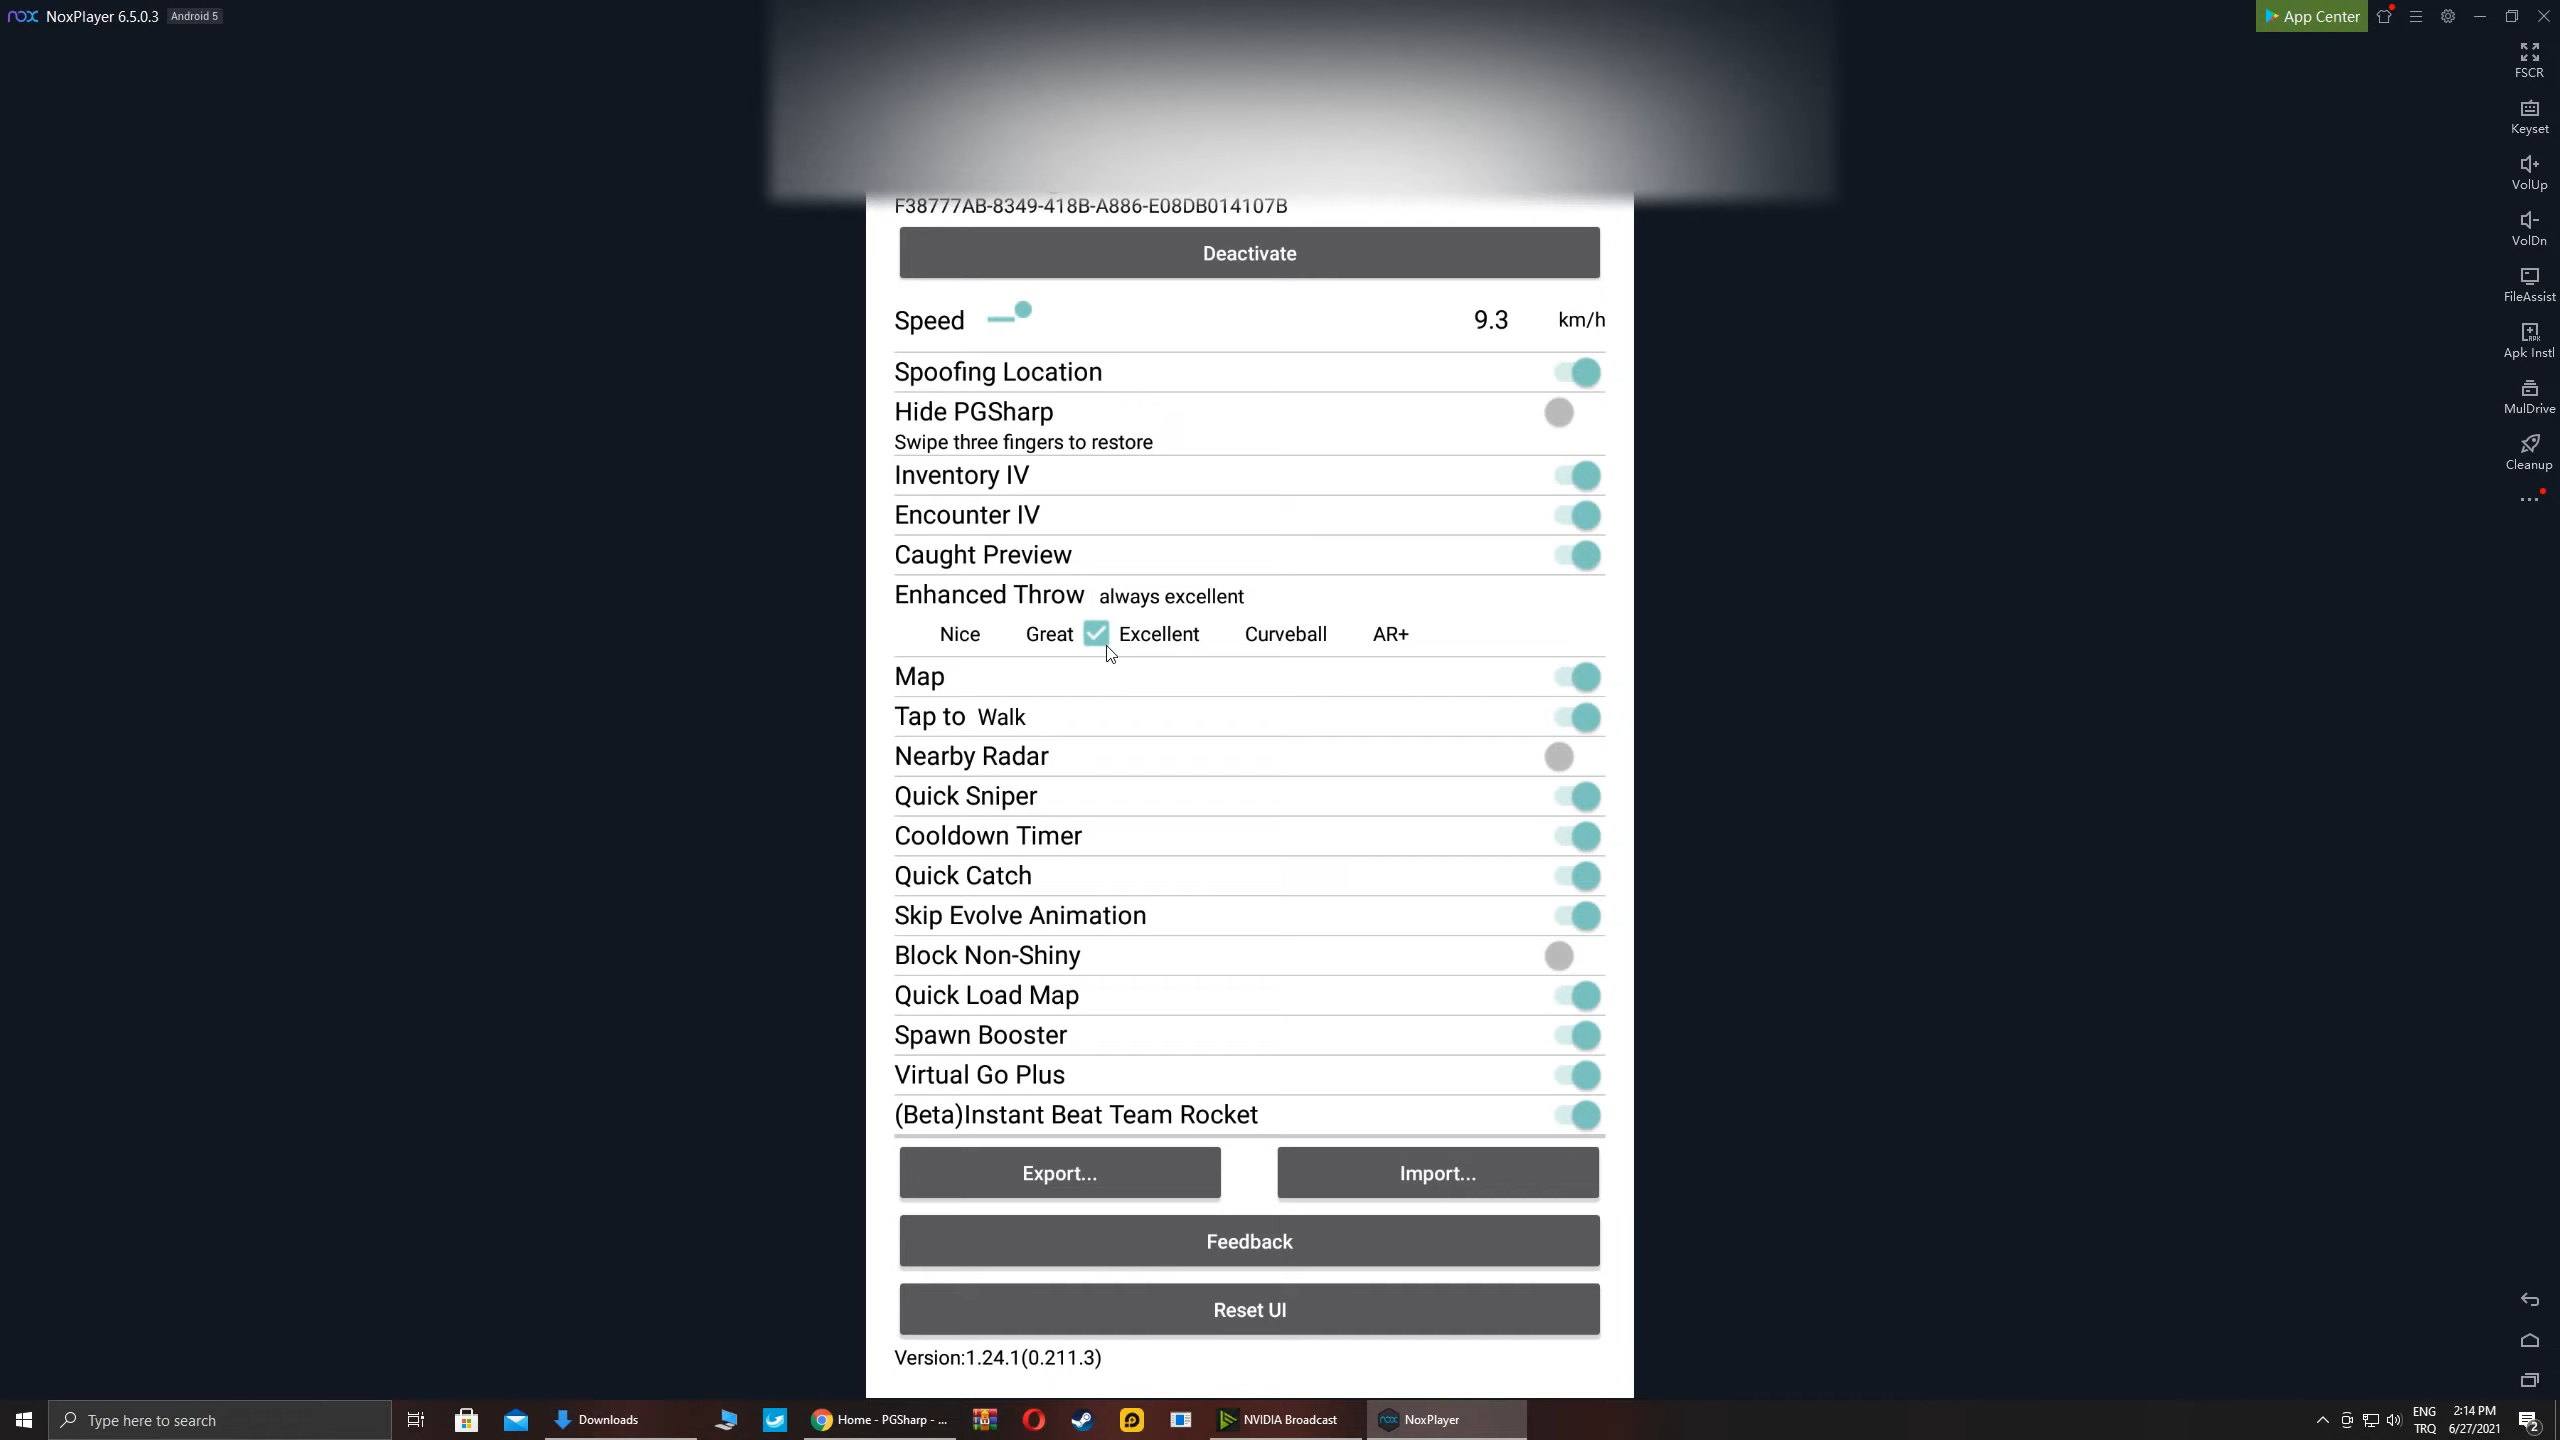 nox NoxPlayer 6.5.0.3 Android 5
App Center
FSCR
Keyset
VolUp
VolDn
FileAssist
Apk Instl
MulDrive
Cleanup
F38777AB-8349-418B-A886-E08DB014107B
Deactivate
Speed 9.3 km/h
Spoofing Location
Hide PGSharp
Swipe three fingers to restore
Inventory IV
Encounter IV
Caught Preview
Enhanced Throw always excellent
Nice Great Excellent Curveball AR+
Map
Tap to Walk
Nearby Radar
Quick Sniper
Cooldown Timer
Quick Catch
Skip Evolve Animation
Block Non-Shiny
Quick Load Map
Spawn Booster
Virtual Go Plus
(Beta)Instant Beat Team Rocket
Export... Import...
Feedback
Reset UI
Version:1.24.1(0.211.3)
Type here to search
Downloads
Home - PGSharp - ...
NVIDIA Broadcast
nox NoxPlayer
ENG
TRQ
2:14 PM
6/27/2021
2